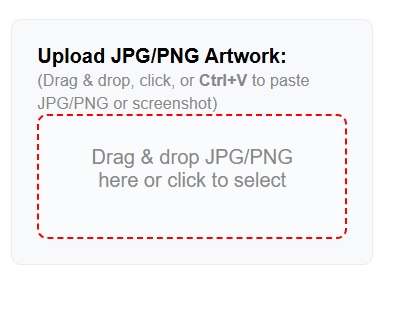 Upload JPG/PNG Artwork:
(Drag & drop, click, or Ctrl+V to paste
JPG/PNG or screenshot)
Drag & drop JPG/PNG
here or click to select